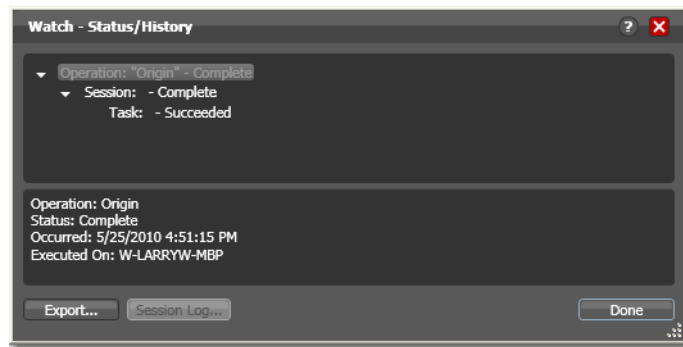 Watch - Status/History
?
Operation: "Origin" - Complete
Session: - Complete
Task: - Succeeded
Operation: Origin
Status: Complete
Occurred: 5/25/2010 4:51:15 PM
Executed On: W-LARRYW-MBP
Export... Session Log... Done